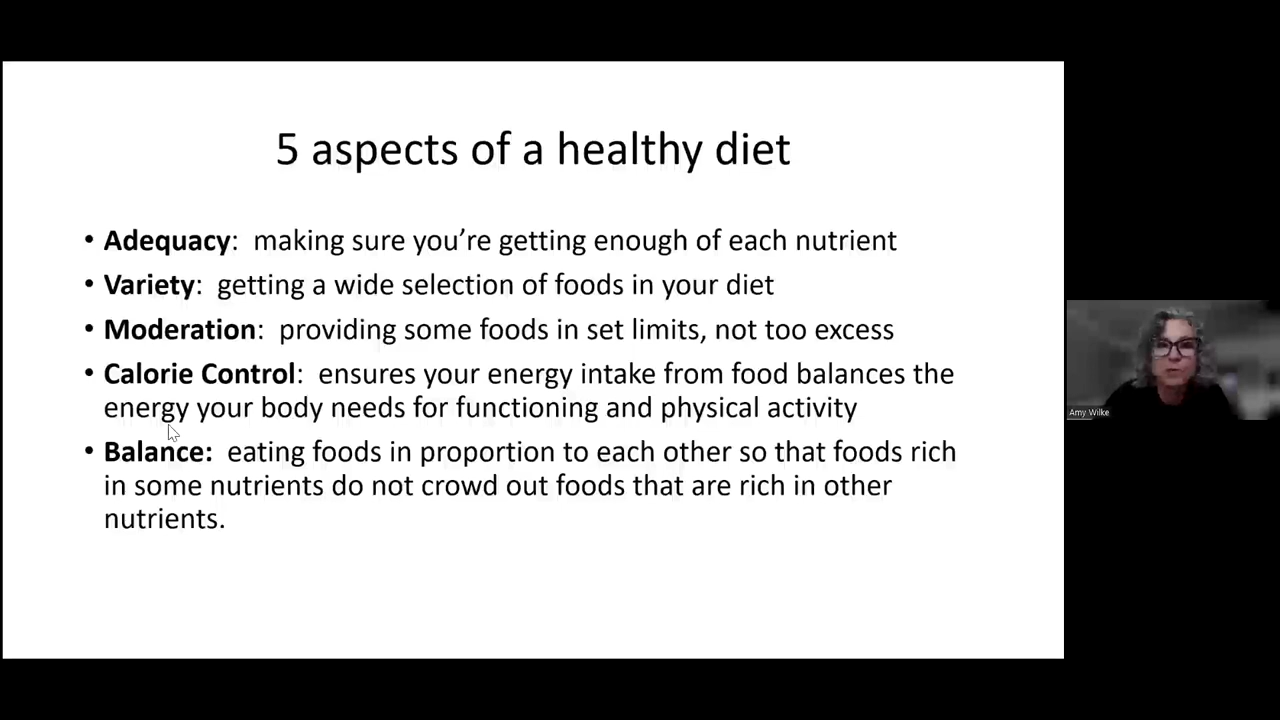 5 aspects of a healthy diet
• Adequacy:  making sure you're getting enough of each nutrient
• Variety:  getting a wide selection of foods in your diet
• Moderation:  providing some foods in set limits, not too excess
• Calorie Control:  ensures your energy intake from food balances the
energy your body needs for functioning and physical activity
• Balance:  eating foods in proportion to each other so that foods rich
in some nutrients do not crowd out foods that are rich in other
nutrients.
Amy Wilke